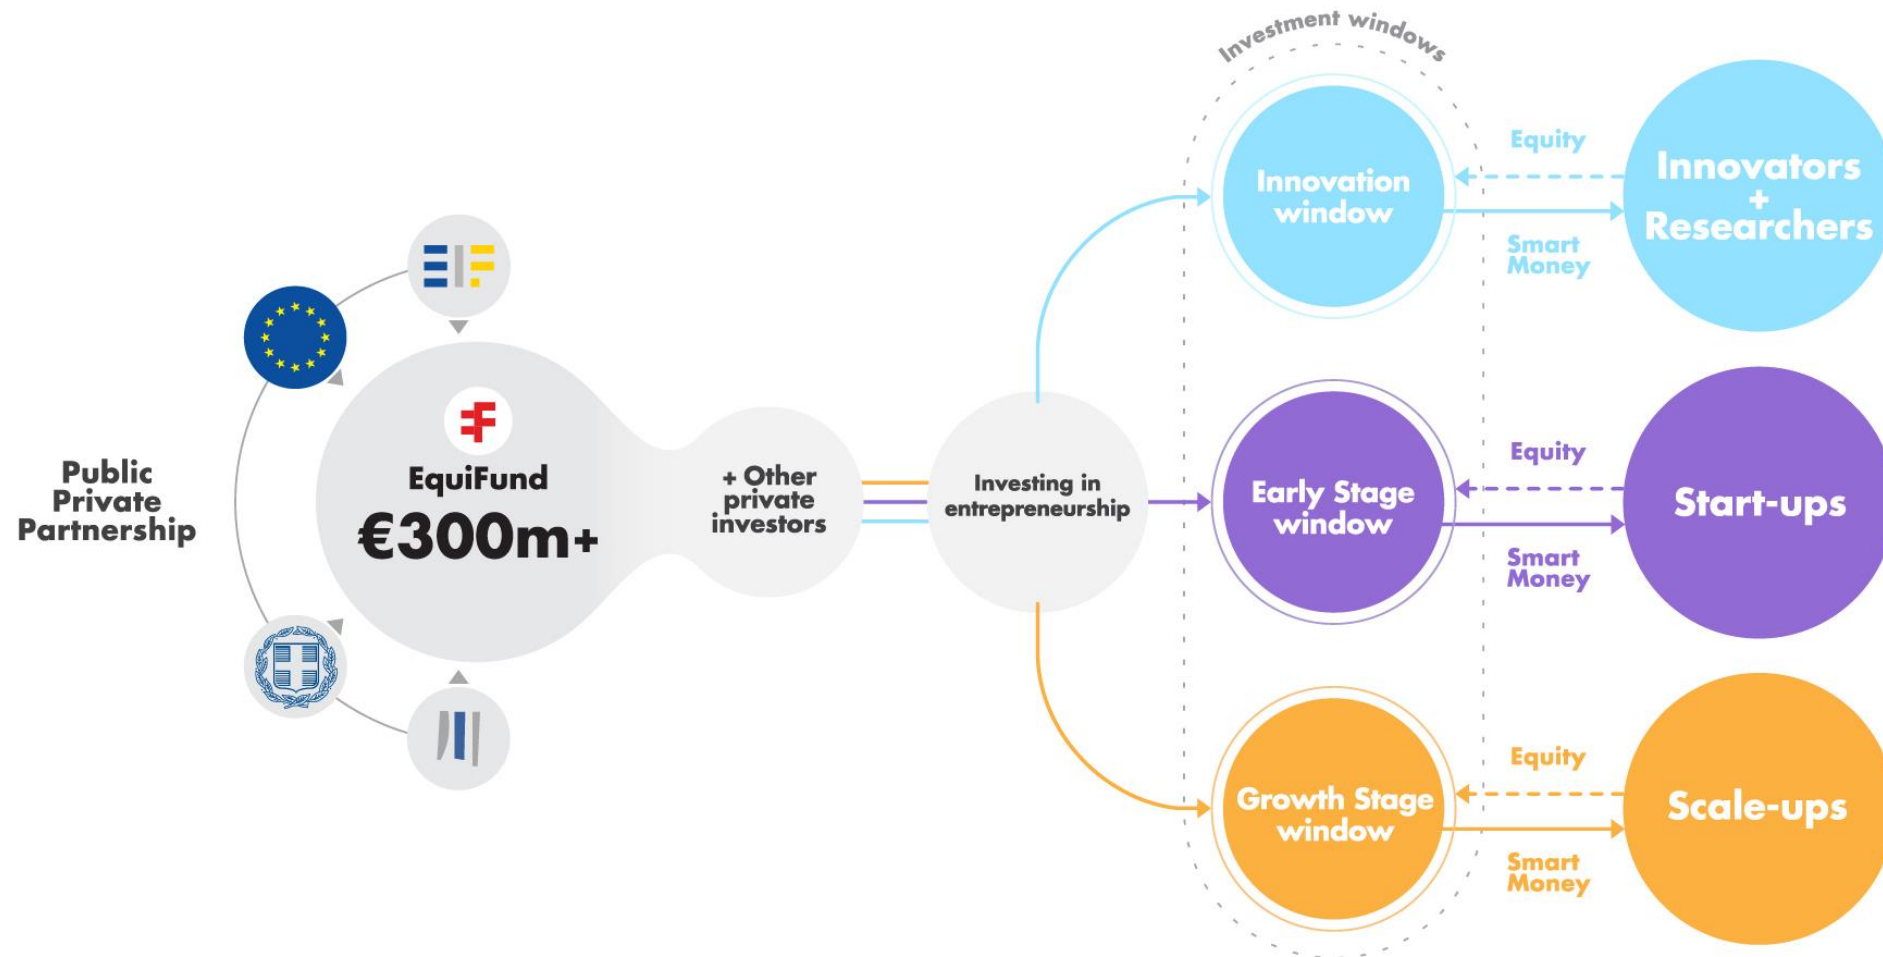 Public
Private
Partnership
EIF
EquiFund
€300m+
+ Other
private
investors
Investing in
entrepreneurship
Investment windows
Innovation
window
Equity
Smart
Money
Innovators
+
Researchers
Early Stage
window
Equity
Smart
Money
Start-ups
Growth Stage
window
Equity
Smart
Money
Scale-ups